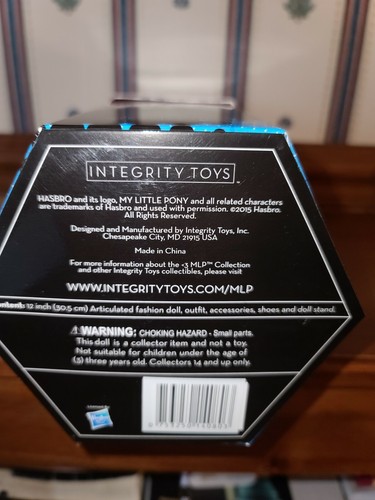 INTEGRITY TOYS
HASBRO and its logo, MY LITTLE PONY and all related characters
are trademarks of Hasbro and used with permission. ©2015 Hasbro.
All Rights Reserved.
Designed and Manufactured by Integrity Toys, Inc.
Chesapeake City, MD 21915 USA
Made in China
For more information about the <3 MLP™ Collection
and other Integrity Toys collectibles, please visit
WWW.INTEGRITYTOYS.COM/MLP
12 inch (30.5 cm) Articulated fashion doll, outfit, accessories, shoes and doll stand.
⚠WARNING: CHOKING HAZARD - Small parts.
This doll is a collector item and not a toy.
Not suitable for children under the age of
(3) three years old. Collectors 14 and up only.